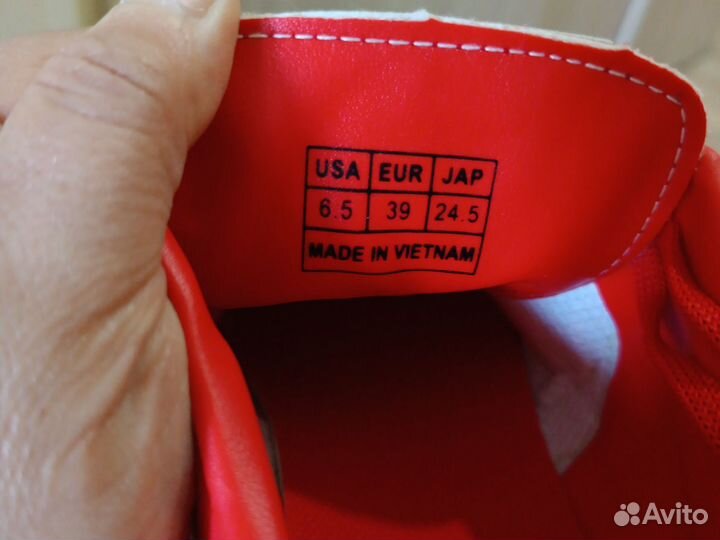 USA EUR JAP
6.5 39 24.5
MADE IN VIETNAM
Avito